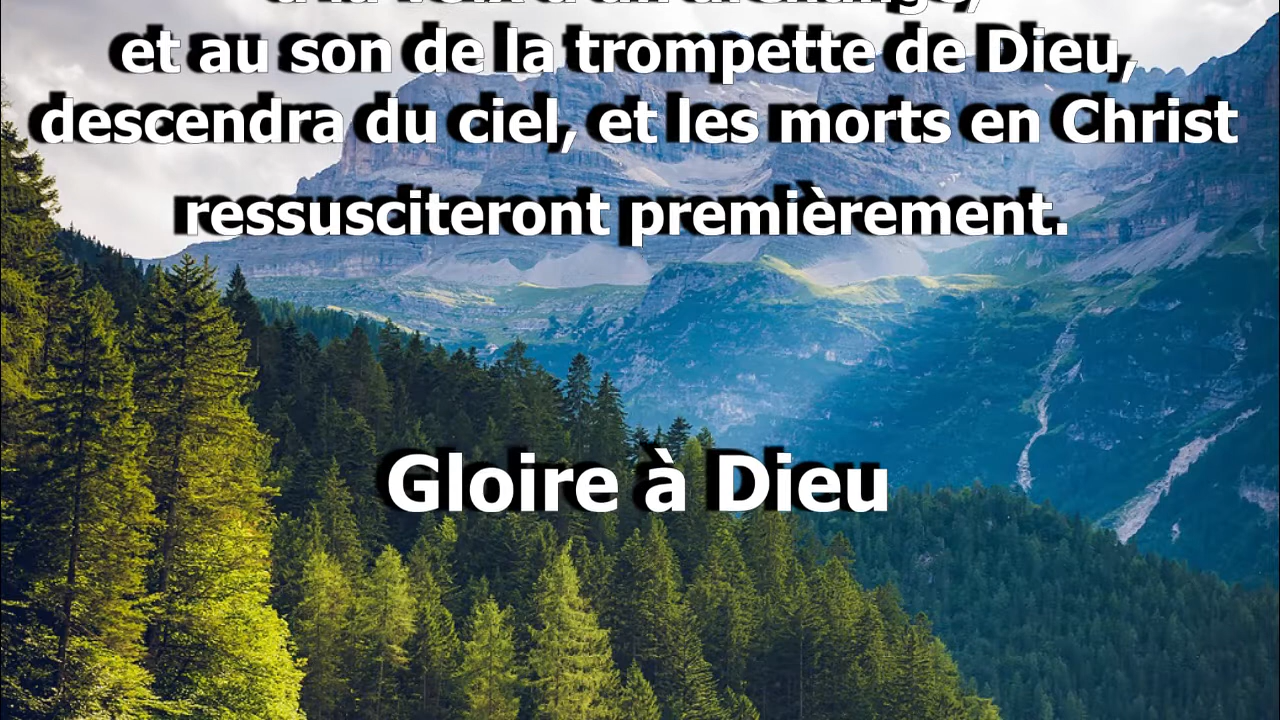 et au son de la trompette de Dieu,
descendra du ciel, et les morts en Christ
ressusciteront premièrement.
Gloire à Dieu